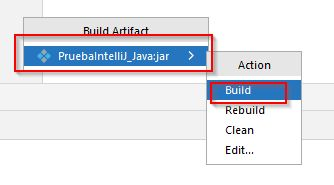 Build Artifact
PruebaIntelliJ_Java:jar
Action
Build
Rebuild
Clean
Edit...